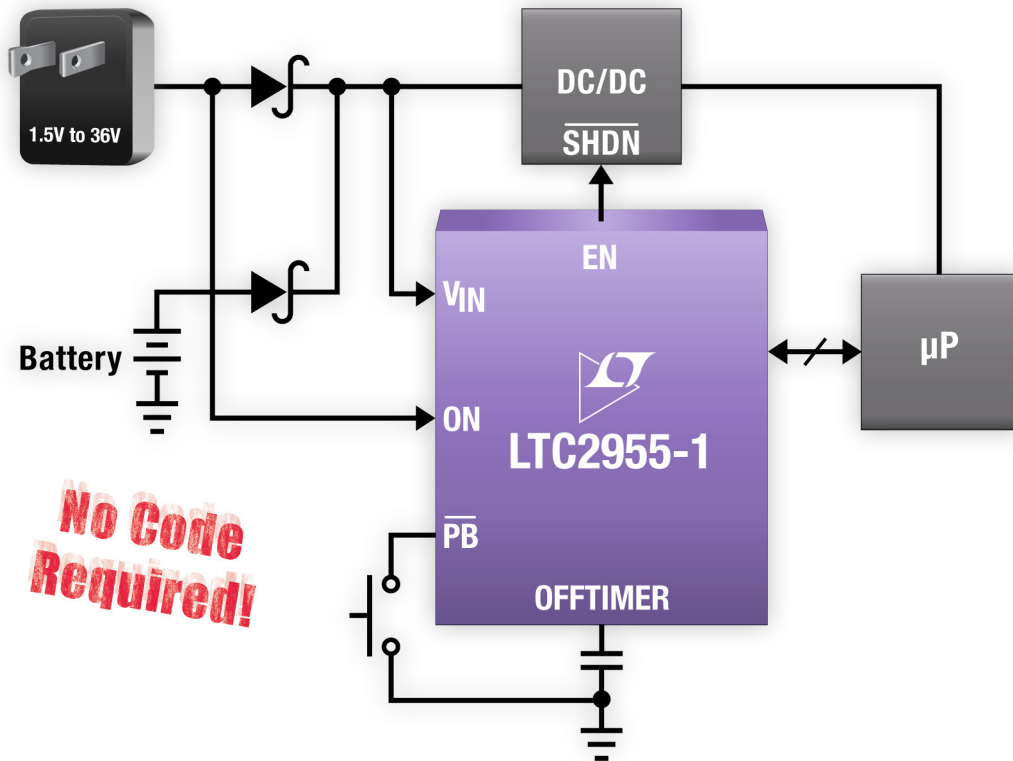 1.5V to 36V
DC/DC
SHDN
EN
VIN
Battery
µP
ON
LTC2955-1
No Code
Required!
PB
OFFTIMER